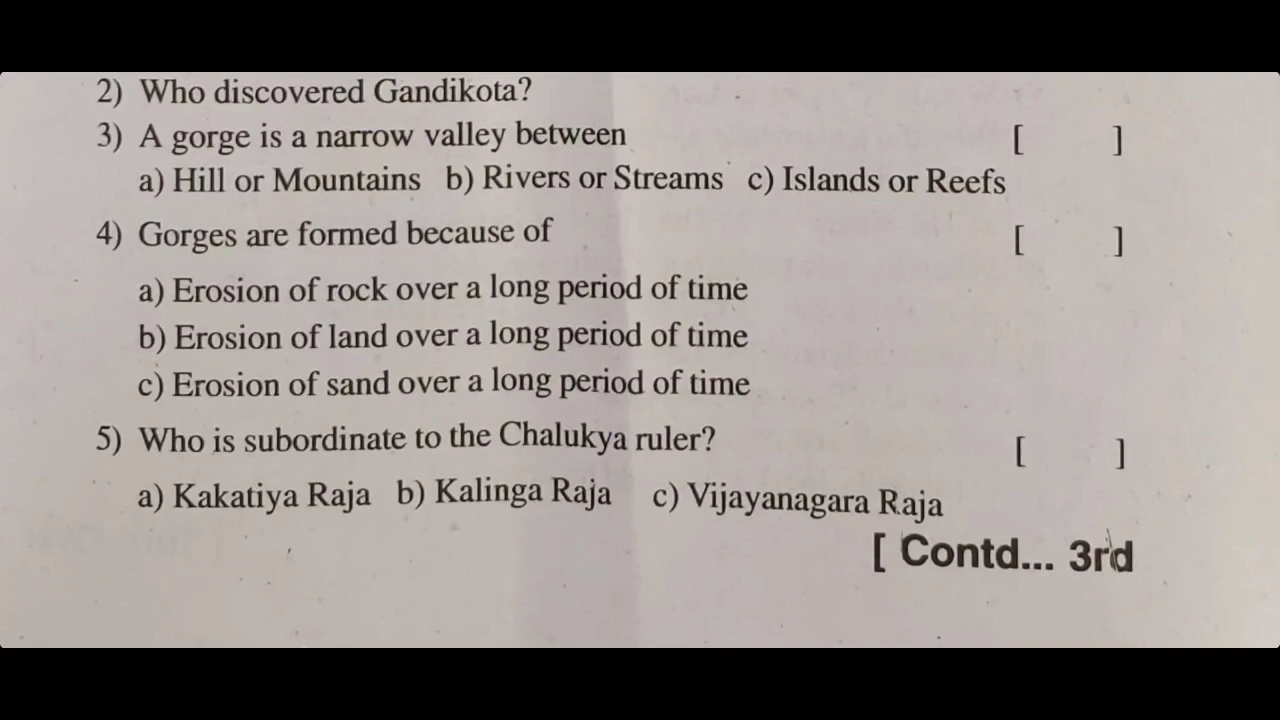 2) Who discovered Gandikota?
3) A gorge is a narrow valley between [ ]
a) Hill or Mountains b) Rivers or Streams c) Islands or Reefs
4) Gorges are formed because of [ ]
a) Erosion of rock over a long period of time
b) Erosion of land over a long period of time
c) Erosion of sand over a long period of time
5) Who is subordinate to the Chalukya ruler? [ ]
a) Kakatiya Raja b) Kalinga Raja c) Vijayanagara Raja
[ Contd... 3rd